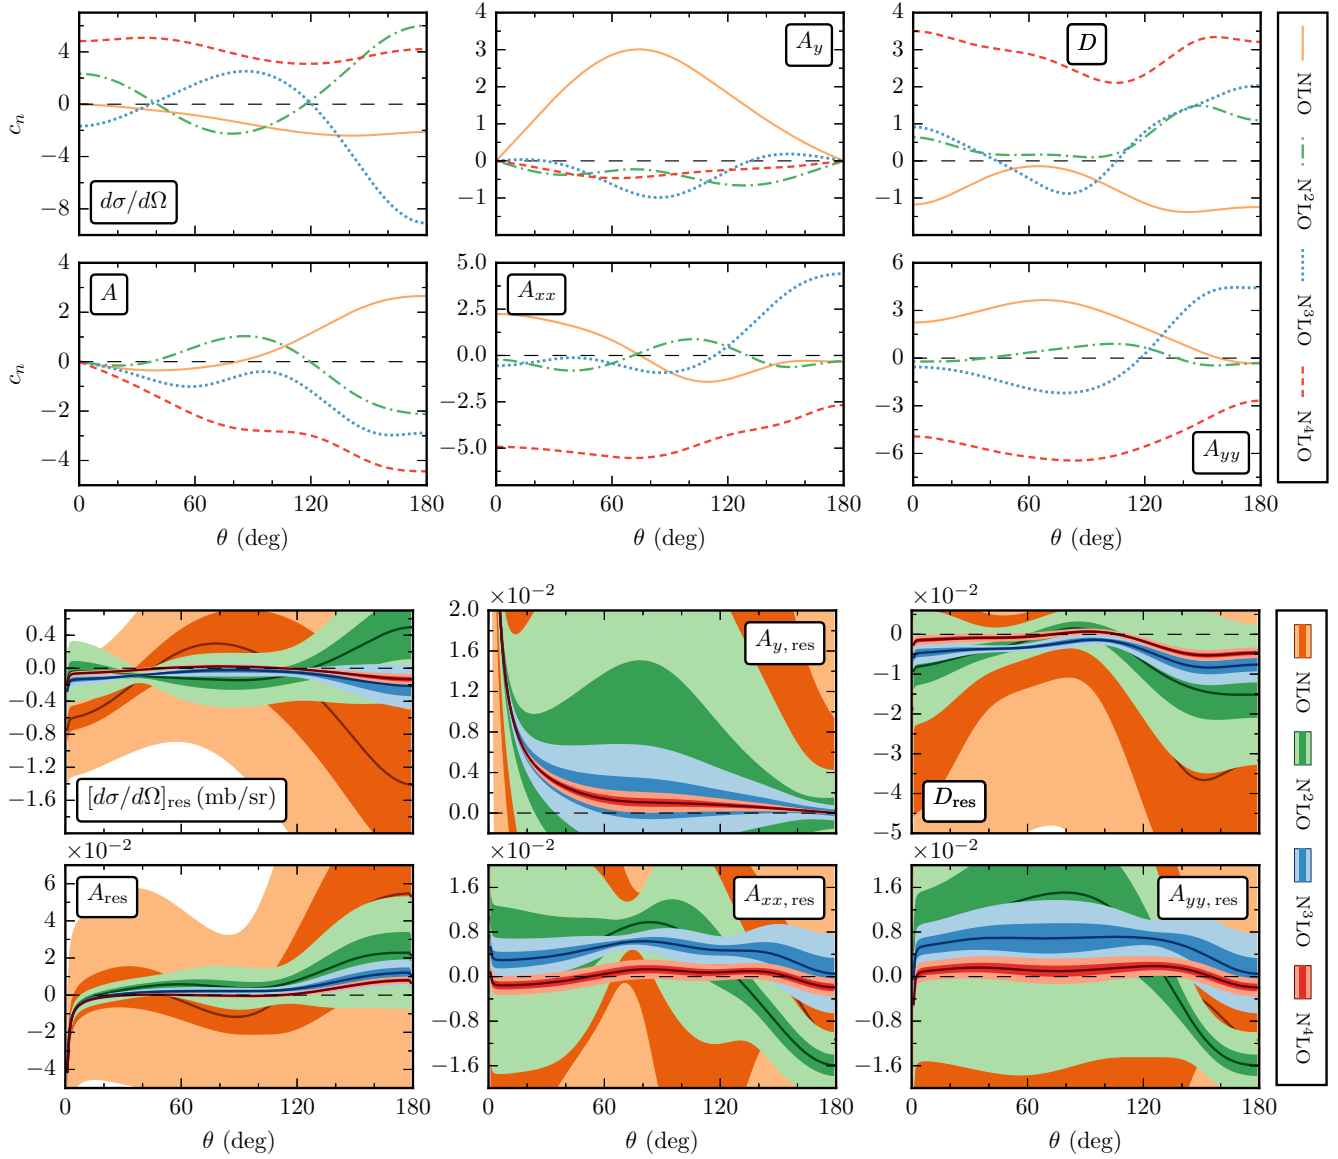 4
0
−4
−8
c_n
dσ/dΩ
4
3
2
1
0
−1
A_y
4
3
2
1
0
−1
D
4
2
0
−2
−4
c_n
A
0 60 120 180
θ (deg)
5.0
2.5
0.0
−2.5
−5.0
A_xx
0 60 120 180
θ (deg)
6
3
0
−3
−6
A_yy
0 60 120 180
θ (deg)
NLO
N²LO
N³LO
N⁴LO
0.4
0.0
−0.4
−0.8
−1.2
−1.6
[dσ/dΩ]_res (mb/sr)
×10⁻²
2.0
1.6
1.2
0.8
0.4
0.0
A_y, res
×10⁻²
0
−1
−2
−3
−4
−5
D_res
×10⁻²
6
4
2
0
−2
−4
A_res
0 60 120 180
θ (deg)
×10⁻²
1.6
0.8
0.0
−0.8
−1.6
A_xx, res
0 60 120 180
θ (deg)
×10⁻²
1.6
0.8
0.0
−0.8
−1.6
A_yy, res
0 60 120 180
θ (deg)
NLO
N²LO
N³LO
N⁴LO